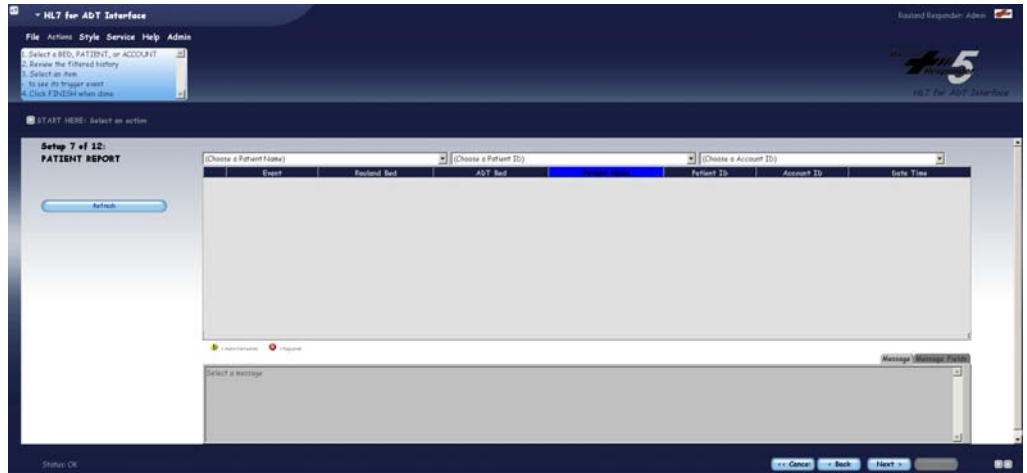 HL7 for ADT Interface
Rauland Responder: Admin
File Actions Style Service Help Admin
1. Select a BED, PATIENT, or ACCOUNT
2. Review the filtered history
3. Select an item
- to see its trigger event
4. Click FINISH when done
Responder 5
HL7 for ADT Interface
START HERE: Select an action
Setup 7 of 12:
PATIENT REPORT
(Choose a Patient Name) (Choose a Patient ID) (Choose a Account ID)
Event Rauland Bed ADT Bed Patient Name Patient ID Account ID Date Time
Refresh
Message Message Fields
Select a message
Status: OK
<< Cancel < Back Next >